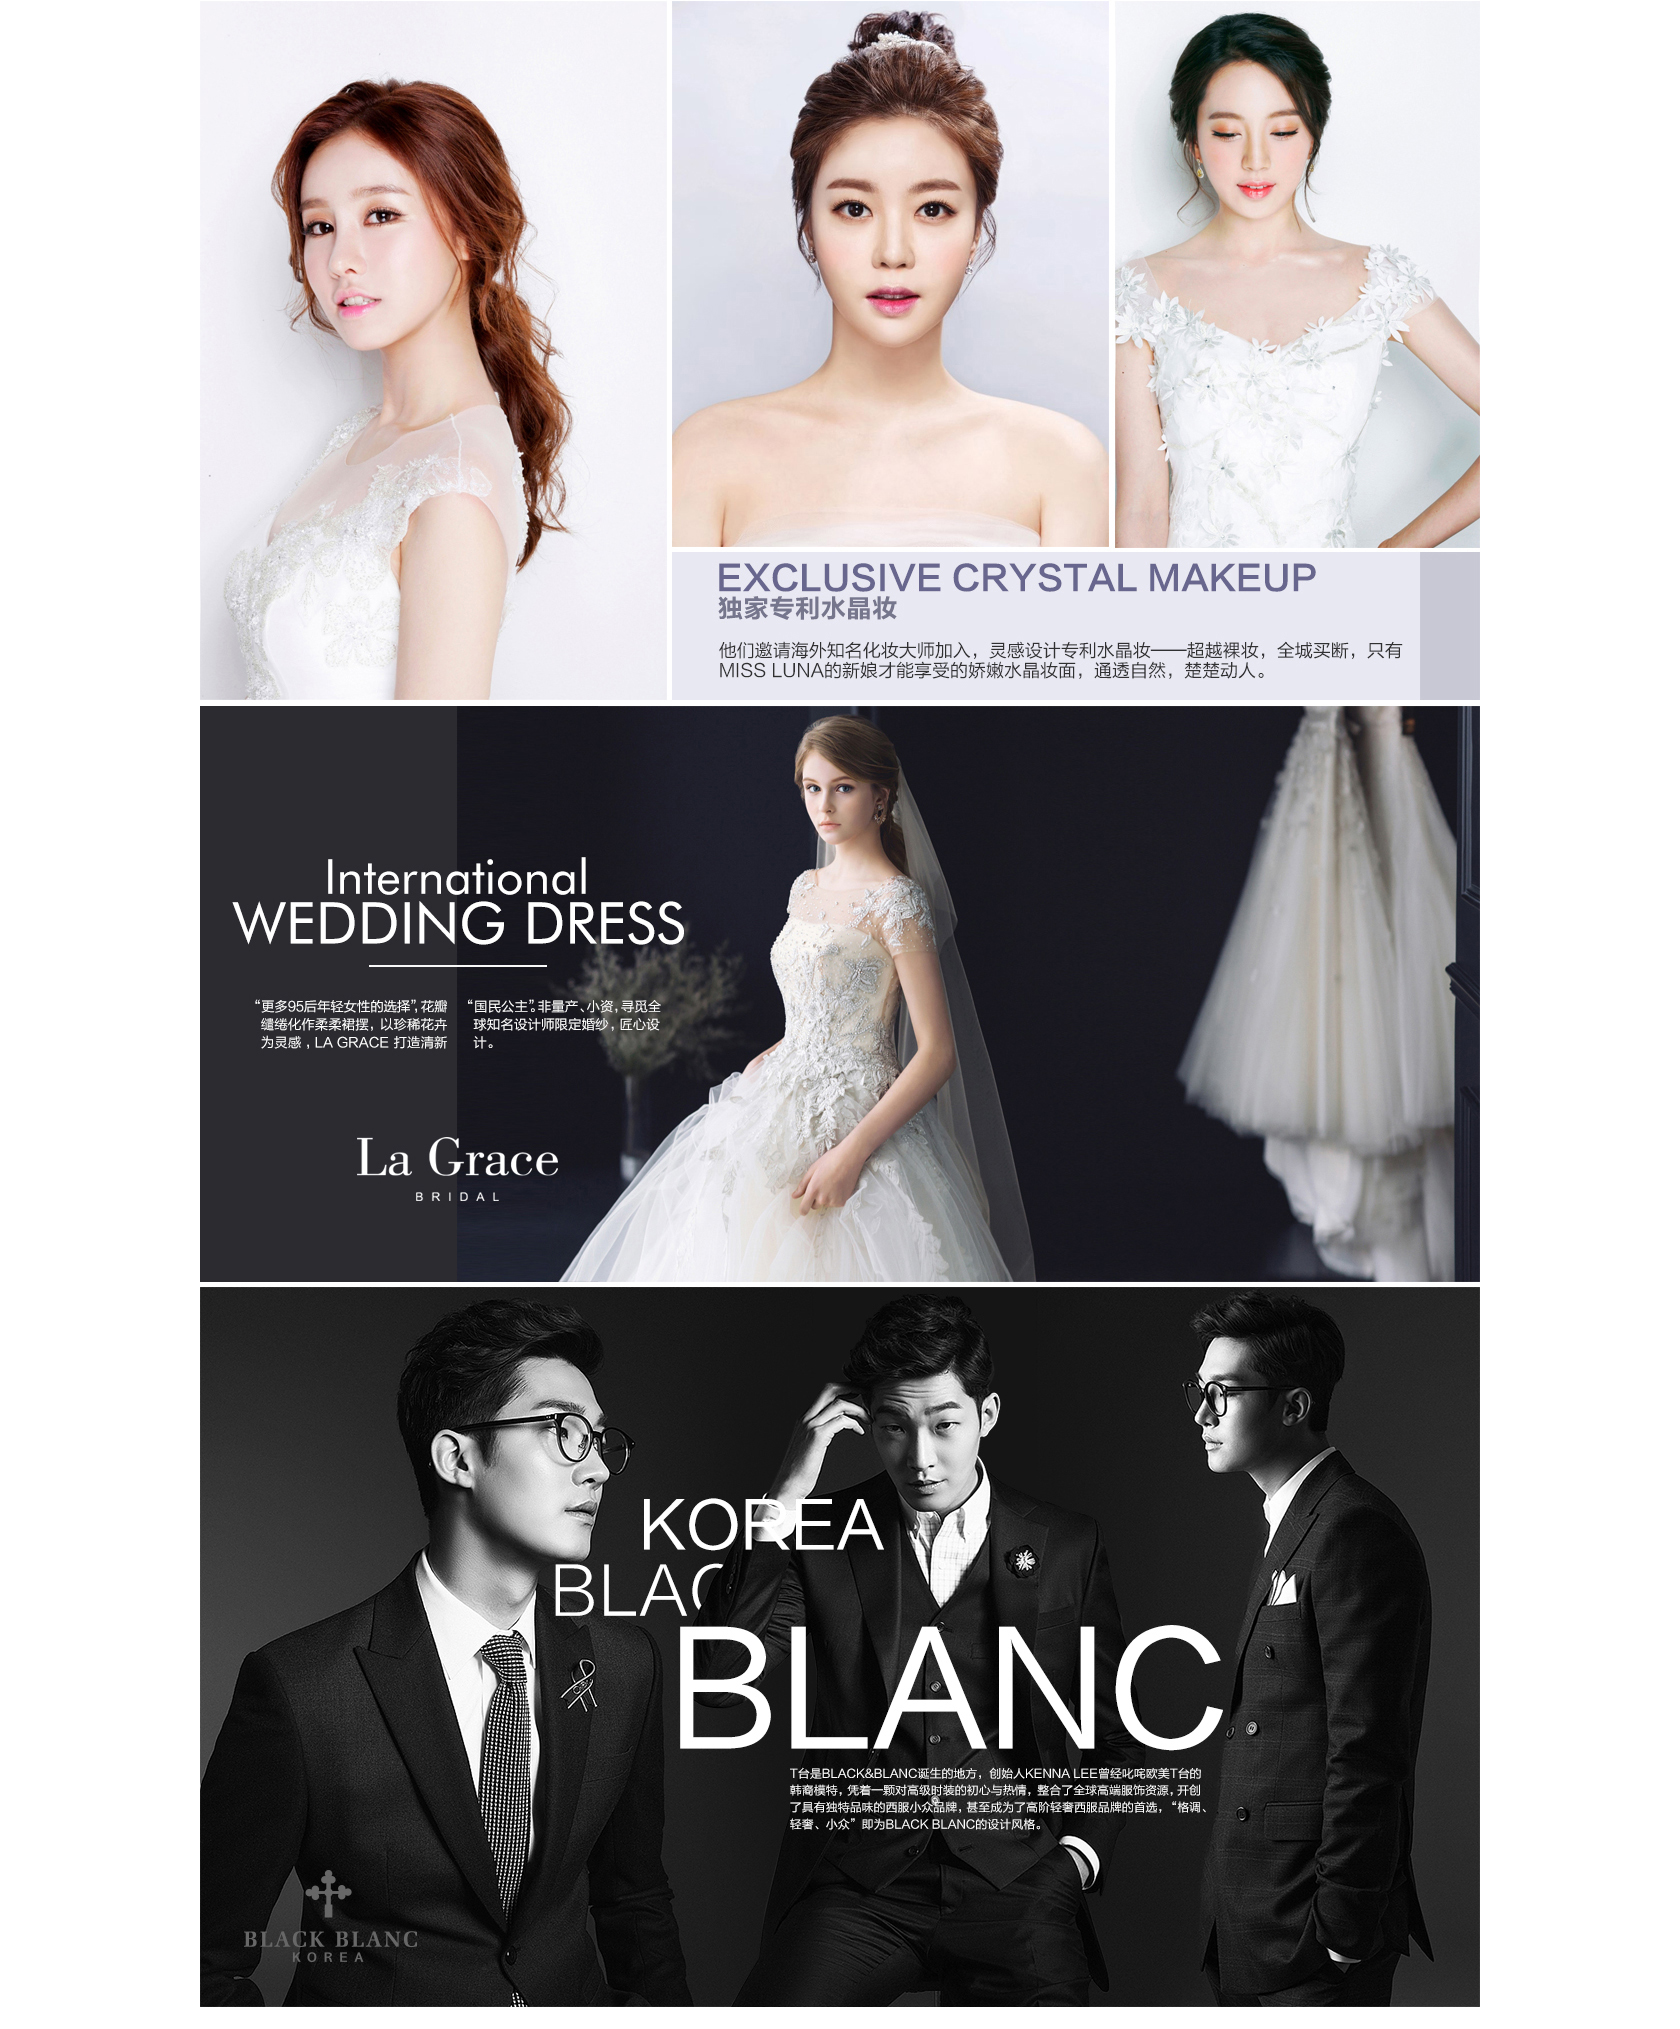 EXCLUSIVE CRYSTAL MAKEUP
独家专利水晶妆
他们邀请海外知名化妆大师加入，灵感设计专利水晶妆——超越裸妆，全城买断，只有
MISS LUNA的新娘才能享受的娇嫩水晶妆面，通透自然，楚楚动人。
International
WEDDING DRESS
“更多95后年轻女性的选择”，花瓣
缱绻化作柔柔裙摆，以珍稀花卉
为灵感，LA GRACE 打造清新
“国民公主”。非量产、小资，寻觅全
球知名设计师限定婚纱，匠心设
计。
La Grace
BRIDAL
KOREA
BLAC
BLANC
T台是BLACK&BLANC诞生的地方，创始人KENNA LEE曾经叱咤欧美T台的
韩裔模特，凭着一颗对高级时装的初心与热情，整合了全球高端服饰资源，开创
了具有独特品味的西服小众品牌，甚至成为了高阶轻奢西服品牌的首选，“格调、
轻奢、小众”即为BLACK BLANC的设计风格。
BLACK BLANC
KOREA